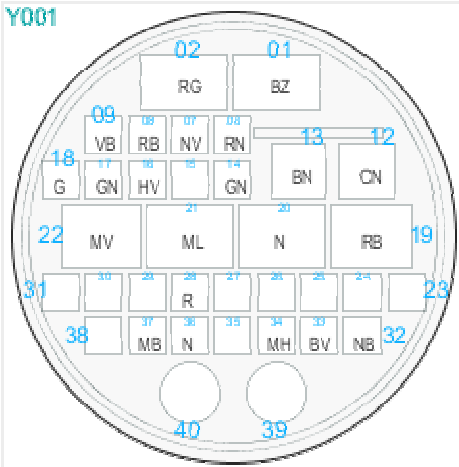 Y001
02 01
RG BZ
09 08 07 06
VB RB NV RN
13 12
18 17 16 15 14
G GN HV GN BN CN
21 20
22 MV ML N RB 19
31 30 29 28 27 26 25 24 23
R
38 37 36 35 34 33 32
MB N MH BV NB
40 39